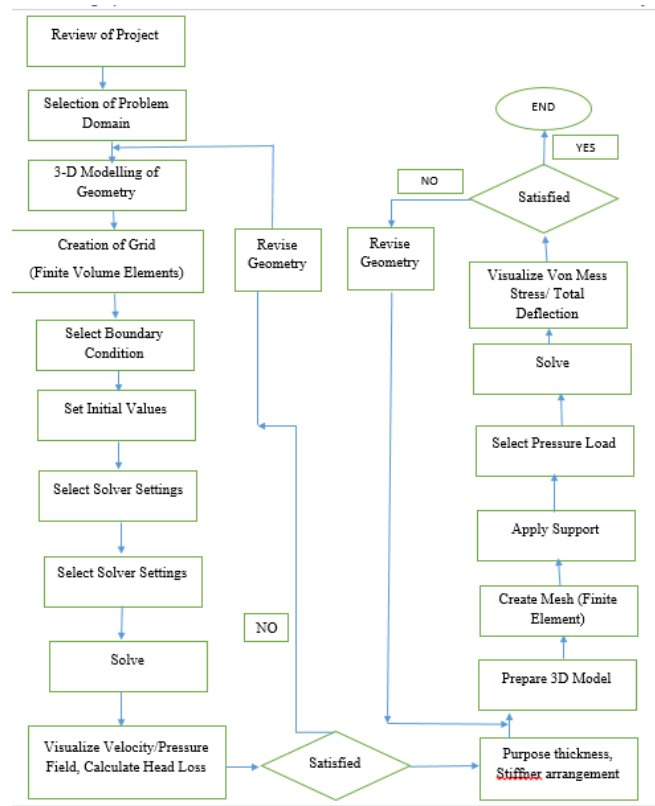 Review of Project
Selection of Problem
Domain
3-D Modelling of
Geometry
Creation of Grid
(Finite Volume Elements)
Select Boundary
Condition
Set Initial Values
Select Solver Settings
Select Solver Settings
Solve
Visualize Velocity/Pressure
Field, Calculate Head Loss
Satisfied
NO
Revise
Geometry
Purpose thickness,
Stiffner arrangement
Prepare 3D Model
Create Mesh (Finite
Element)
Apply Support
Select Pressure Load
Solve
Visualize Von Mess
Stress/ Total
Deflection
Satisfied
NO
Revise
Geometry
YES
END